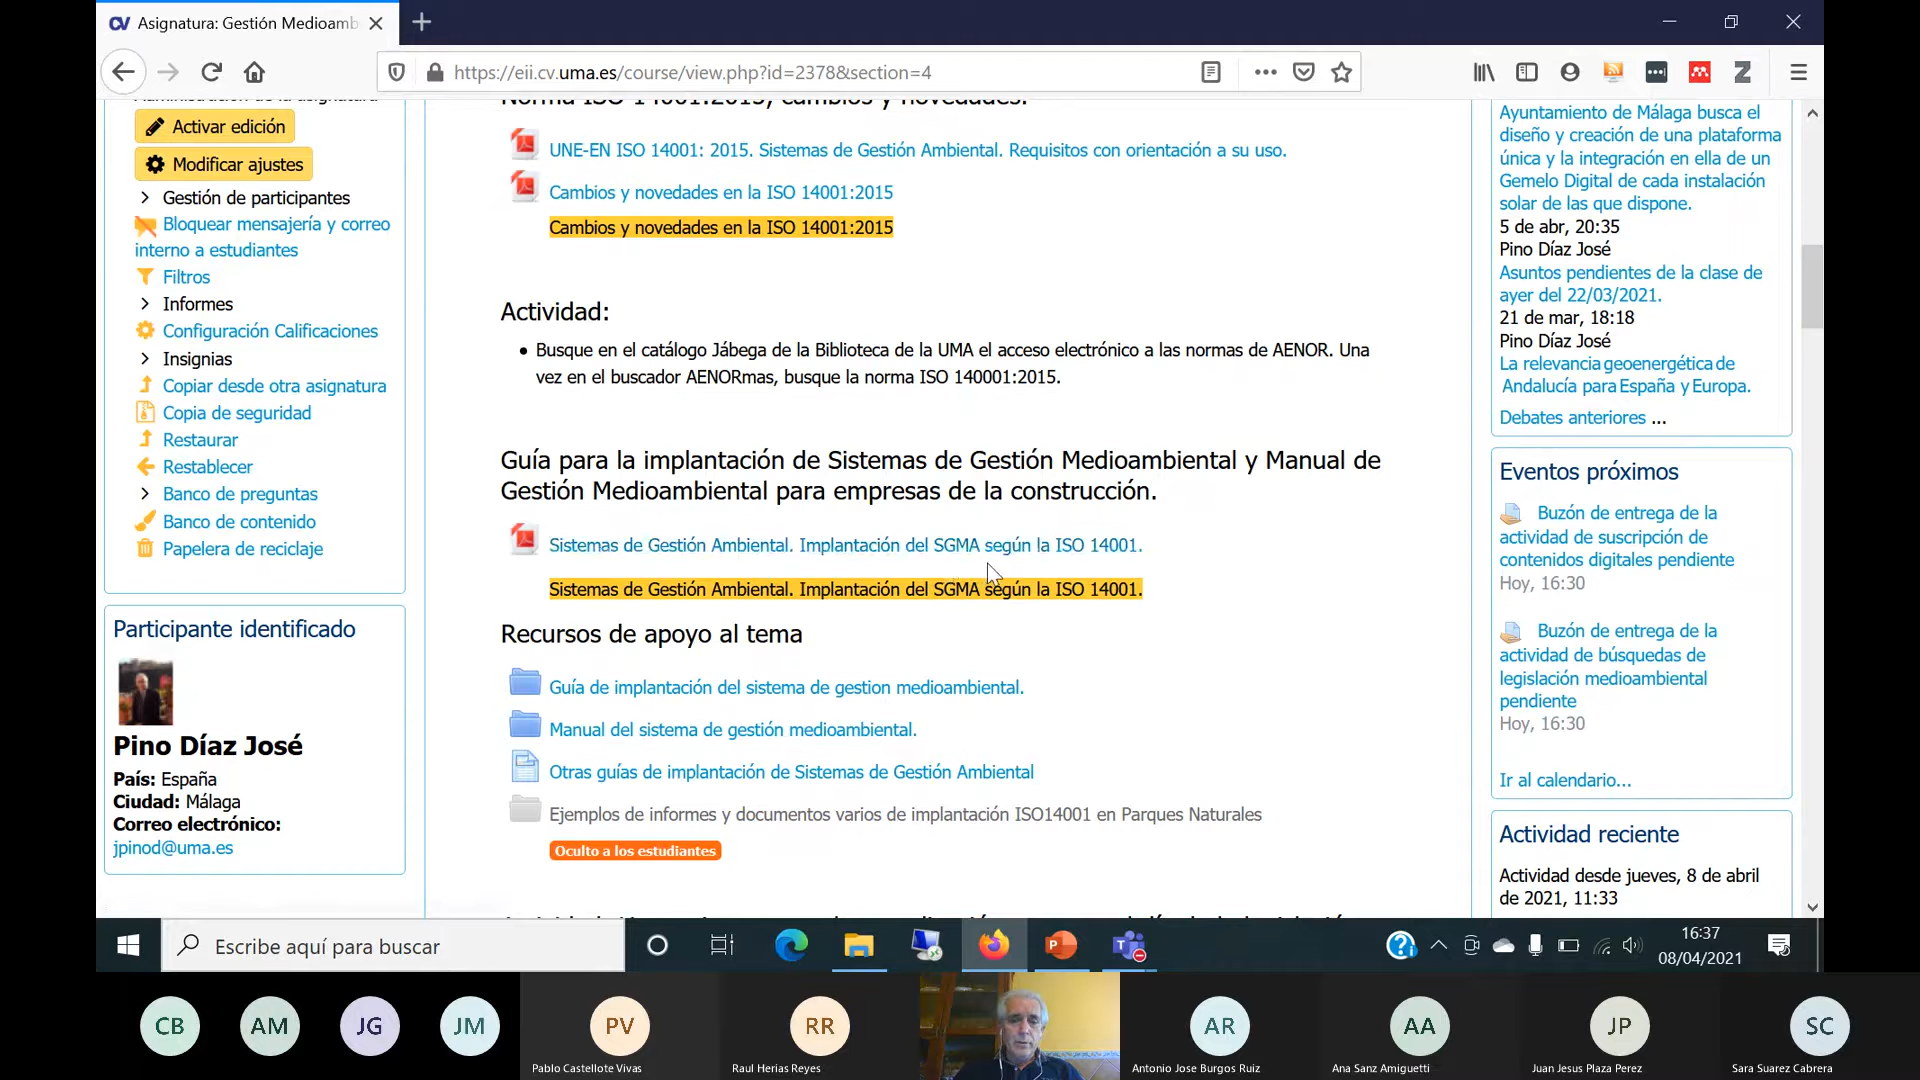 Asignatura: Gestión Medioamb
https://eii.cv.uma.es/course/view.php?id=2378&section=4
Administración de la asignatura
Activar edición
Modificar ajustes
Gestión de participantes
Bloquear mensajería y correo
interno a estudiantes
Filtros
Informes
Configuración Calificaciones
Insignias
Copiar desde otra asignatura
Copia de seguridad
Restaurar
Restablecer
Banco de preguntas
Banco de contenido
Papelera de reciclaje
Participante identificado
Pino Díaz José
País: España
Ciudad: Málaga
Correo electrónico:
jpinod@uma.es
Norma ISO 14001:2015, cambios y novedades.
UNE-EN ISO 14001: 2015. Sistemas de Gestión Ambiental. Requisitos con orientación a su uso.
Cambios y novedades en la ISO 14001:2015
Cambios y novedades en la ISO 14001:2015
Actividad:
• Busque en el catálogo Jábega de la Biblioteca de la UMA el acceso electrónico a las normas de AENOR. Una
vez en el buscador AENORmas, busque la norma ISO 140001:2015.
Guía para la implantación de Sistemas de Gestión Medioambiental y Manual de
Gestión Medioambiental para empresas de la construcción.
Sistemas de Gestión Ambiental. Implantación del SGMA según la ISO 14001.
Sistemas de Gestión Ambiental. Implantación del SGMA según la ISO 14001.
Recursos de apoyo al tema
Guía de implantación del sistema de gestion medioambiental.
Manual del sistema de gestión medioambiental.
Otras guías de implantación de Sistemas de Gestión Ambiental
Ejemplos de informes y documentos varios de implantación ISO14001 en Parques Naturales
Oculto a los estudiantes
Ayuntamiento de Málaga busca el
diseño y creación de una plataforma
única y la integración en ella de un
Gemelo Digital de cada instalación
solar de las que dispone.
5 de abr, 20:35
Pino Díaz José
Asuntos pendientes de la clase de
ayer del 22/03/2021.
21 de mar, 18:18
Pino Díaz José
La relevancia geoenergética de
Andalucía para España y Europa.
Debates anteriores ...
Eventos próximos
Buzón de entrega de la
actividad de suscripción de
contenidos digitales pendiente
Hoy, 16:30
Buzón de entrega de la
actividad de búsquedas de
legislación medioambiental
pendiente
Hoy, 16:30
Ir al calendario...
Actividad reciente
Actividad desde jueves, 8 de abril
de 2021, 11:33
Escribe aquí para buscar
16:37
08/04/2021
CB
AM
JG
JM
PV
RR
AR
AA
JP
SC
Pablo Castellote Vivas
Raul Herias Reyes
Antonio Jose Burgos Ruiz
Ana Sanz Amiguetti
Juan Jesus Plaza Perez
Sara Suarez Cabrera